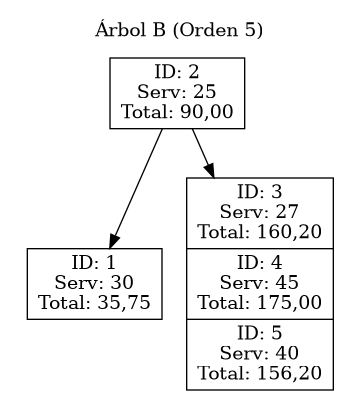 Árbol B (Orden 5)
ID: 2
Serv: 25
Total: 90,00
ID: 1
Serv: 30
Total: 35,75
ID: 3
Serv: 27
Total: 160,20
ID: 4
Serv: 45
Total: 175,00
ID: 5
Serv: 40
Total: 156,20